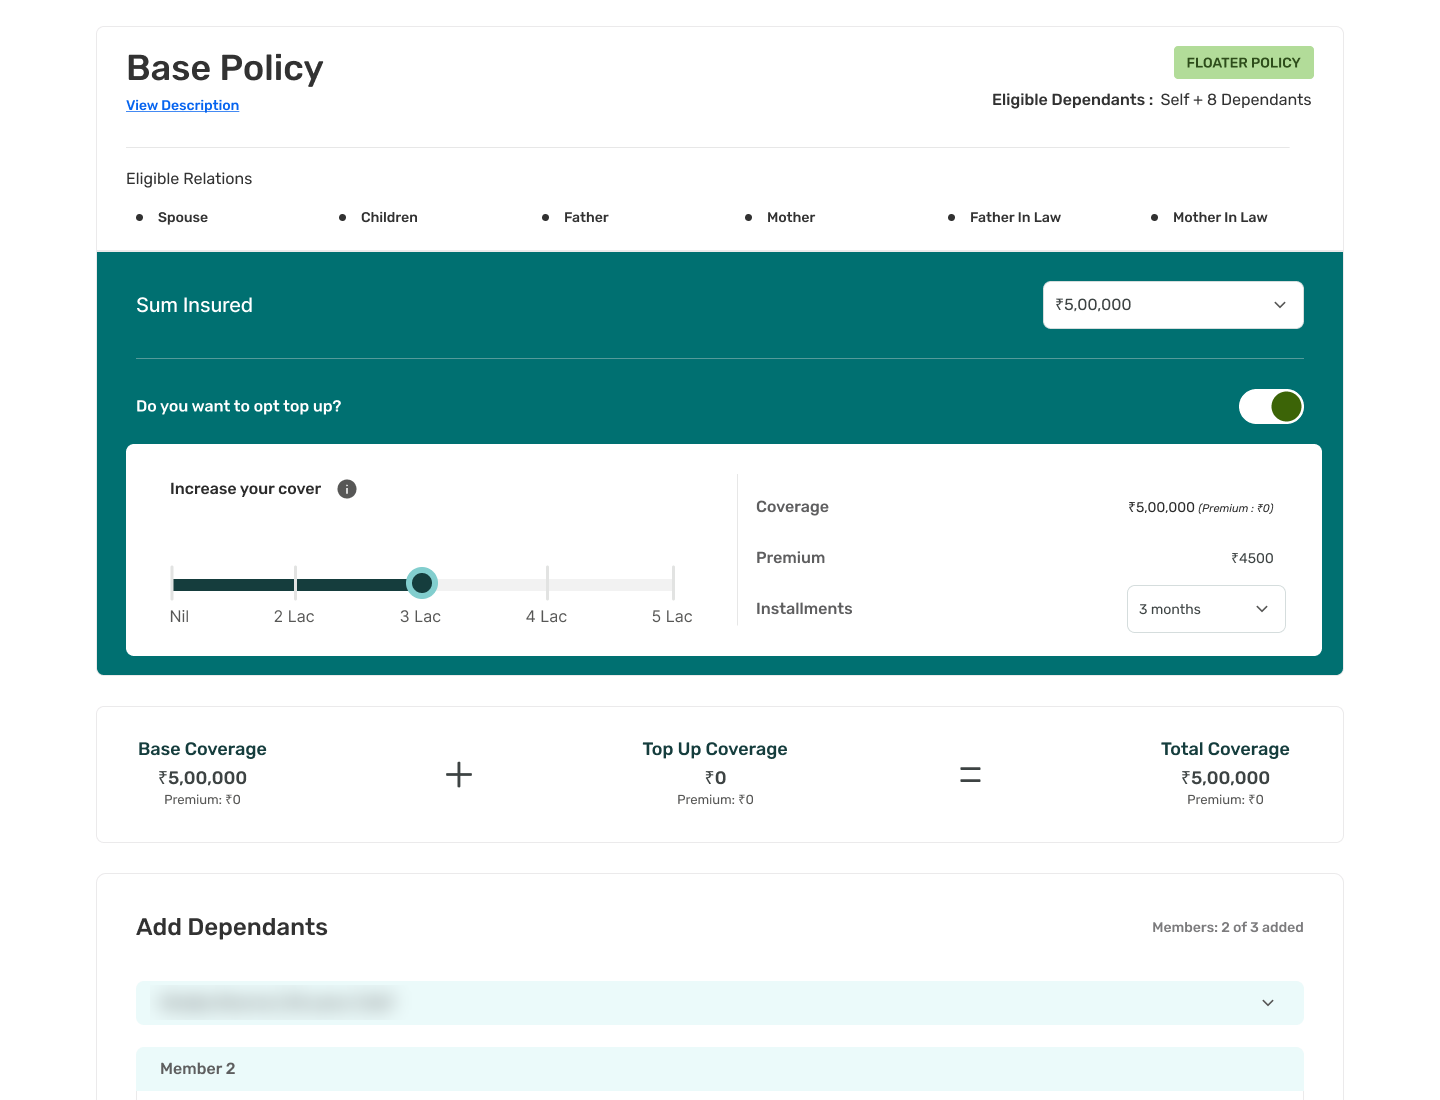 Base Policy
View Description
FLOATER POLICY
Eligible Dependants : Self + 8 Dependants
Eligible Relations
Spouse
Children
Father
Mother
Father In Law
Mother In Law
Sum Insured
₹5,00,000
Do you want to opt top up?
Increase your cover
Nil
2 Lac
3 Lac
4 Lac
5 Lac
Coverage
₹5,00,000 (Premium : ₹0)
Premium
₹4500
Installments
3 months
Base Coverage
₹5,00,000
Premium: ₹0
+
Top Up Coverage
₹0
Premium: ₹0
=
Total Coverage
₹5,00,000
Premium: ₹0
Add Dependants
Members: 2 of 3 added
Member 2